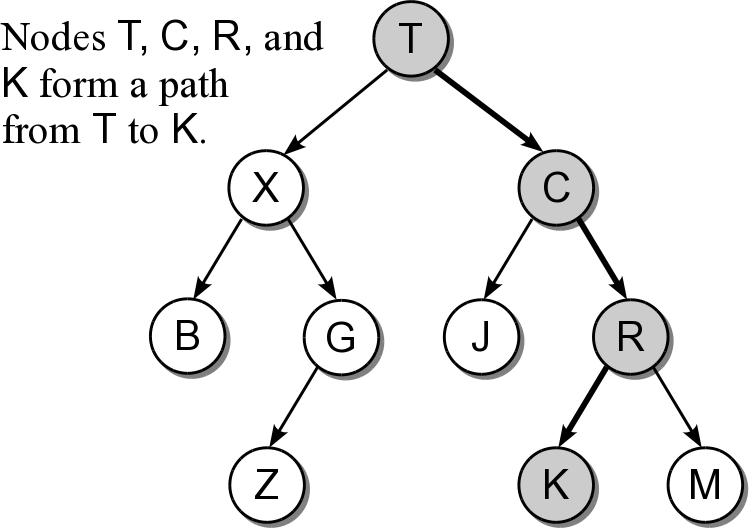 Nodes T, C, R, and
K form a path
from T to K.
T
X
C
B
G
J
R
Z
K
M